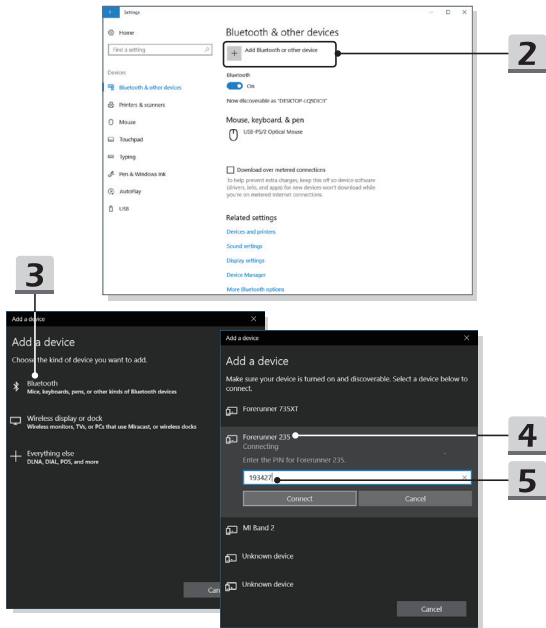 Settings
Home
Find a setting
Devices
Bluetooth & other devices
Printers & scanners
Mouse
Touchpad
Typing
Pen & Windows Ink
AutoPlay
USB
Bluetooth & other devices
Add Bluetooth or other device
Bluetooth
On
Now discoverable as "DESKTOP-LQ5DICIT"
Mouse, keyboard, & pen
USB-PS/2 Optical Mouse
Download over metered connections
To help prevent extra charges, keep this off so device software
(drivers, info, and apps) for new devices won't download while
you're on metered Internet connections.
Related settings
Devices and printers
Sound settings
Display settings
Device Manager
More Bluetooth options
2
3
Add a device
Add a device
Choose the kind of device you want to add.
Bluetooth
Mice, keyboards, pens, or other kinds of Bluetooth devices
Wireless display or dock
Wireless monitors, TVs, or PCs that use Miracast, or wireless docks
Everything else
DLNA, DIAL, POS, and more
Add a device
Add a device
Make sure your device is turned on and discoverable. Select a device below to
connect.
Forerunner 735XT
Forerunner 235
Connecting
Enter the PIN for Forerunner 235.
193427
Connect
Cancel
MI Band 2
Unknown device
Unknown device
Cancel
4
5